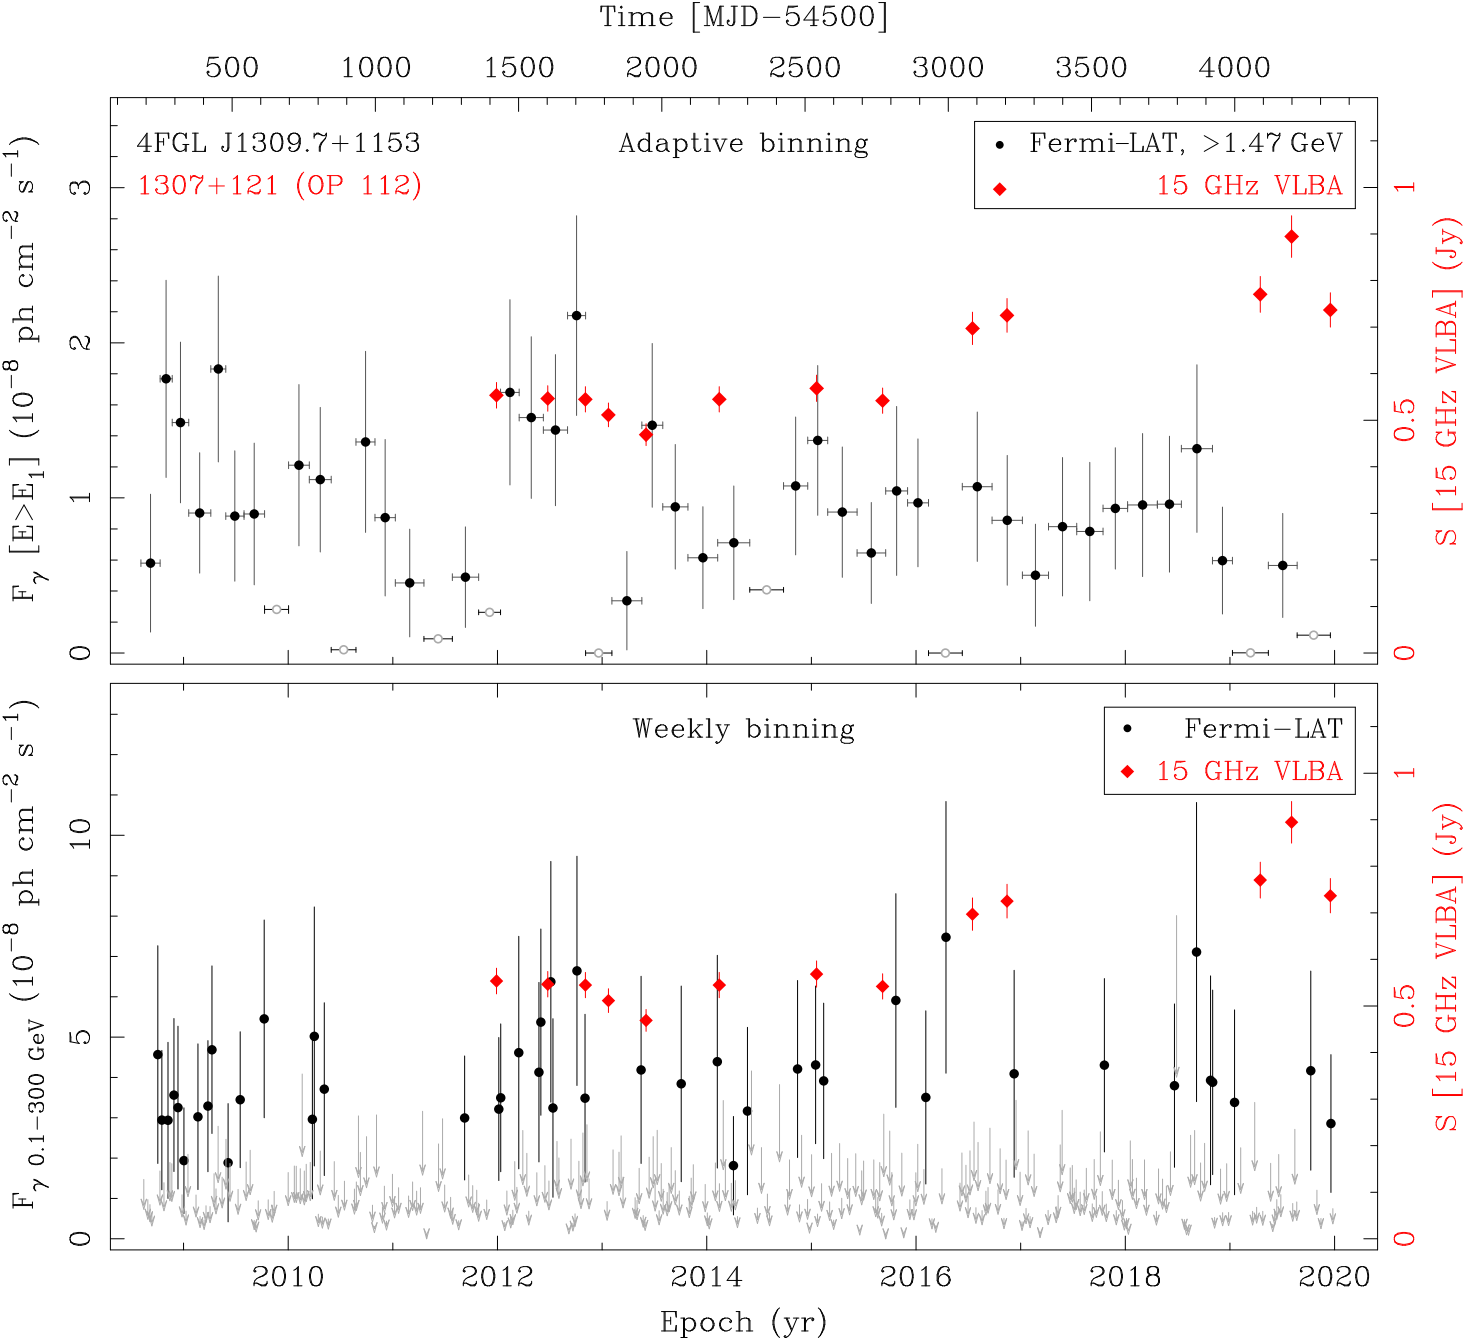 Time [MJD−54500]
500 1000 1500 2000 2500 3000 3500 4000
4FGL J1309.7+1153
1307+121 (OP 112)
Adaptive binning
Fermi−LAT, >1.47 GeV
15 GHz VLBA
F_γ [E>E_1] (10^−8 ph cm^−2 s^−1)
3
2
1
0
S [15 GHz VLBA] (Jy)
1
0.5
0
Weekly binning
Fermi−LAT
15 GHz VLBA
F_γ 0.1−300 GeV (10^−8 ph cm^−2 s^−1)
10
5
0
S [15 GHz VLBA] (Jy)
1
0.5
0
2010 2012 2014 2016 2018 2020
Epoch (yr)